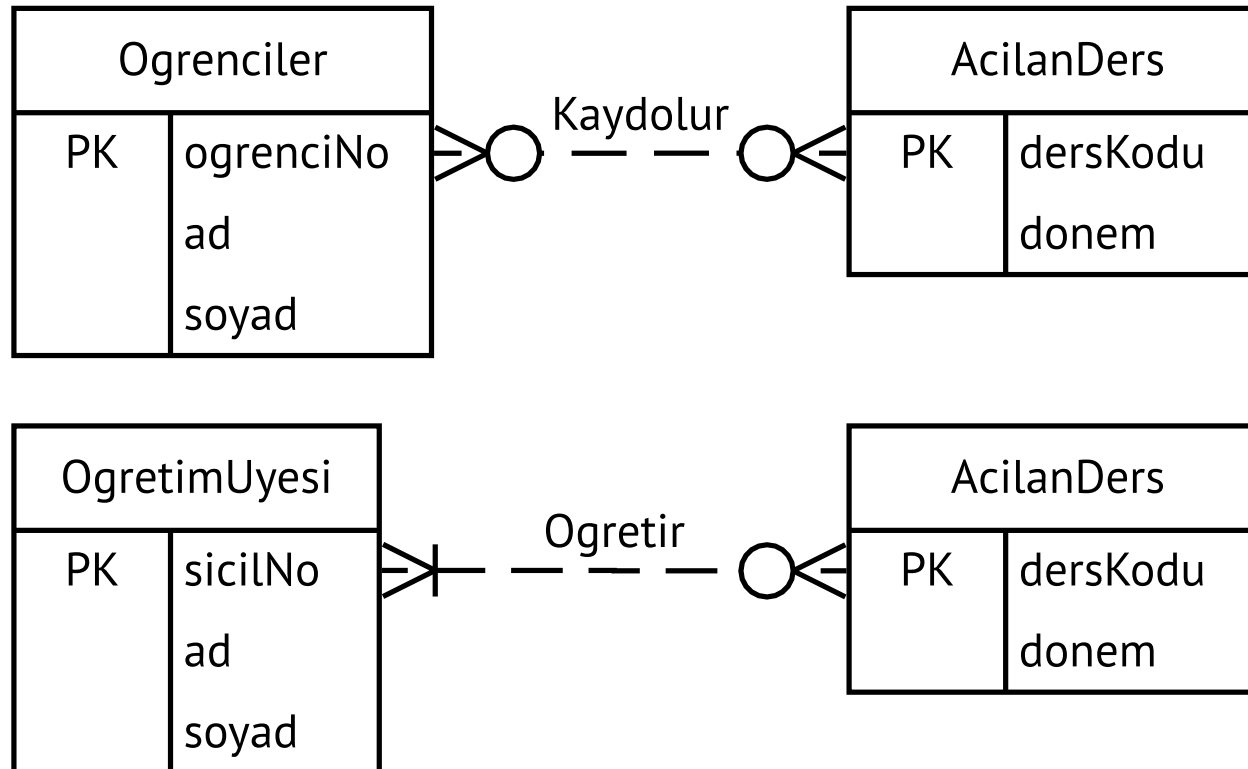 Ogrenciler
PK ogrenciNo
ad
soyad
Kaydolur
AcilanDers
PK dersKodu
donem
OgretimUyesi
PK sicilNo
ad
soyad
Ogretir
AcilanDers
PK dersKodu
donem